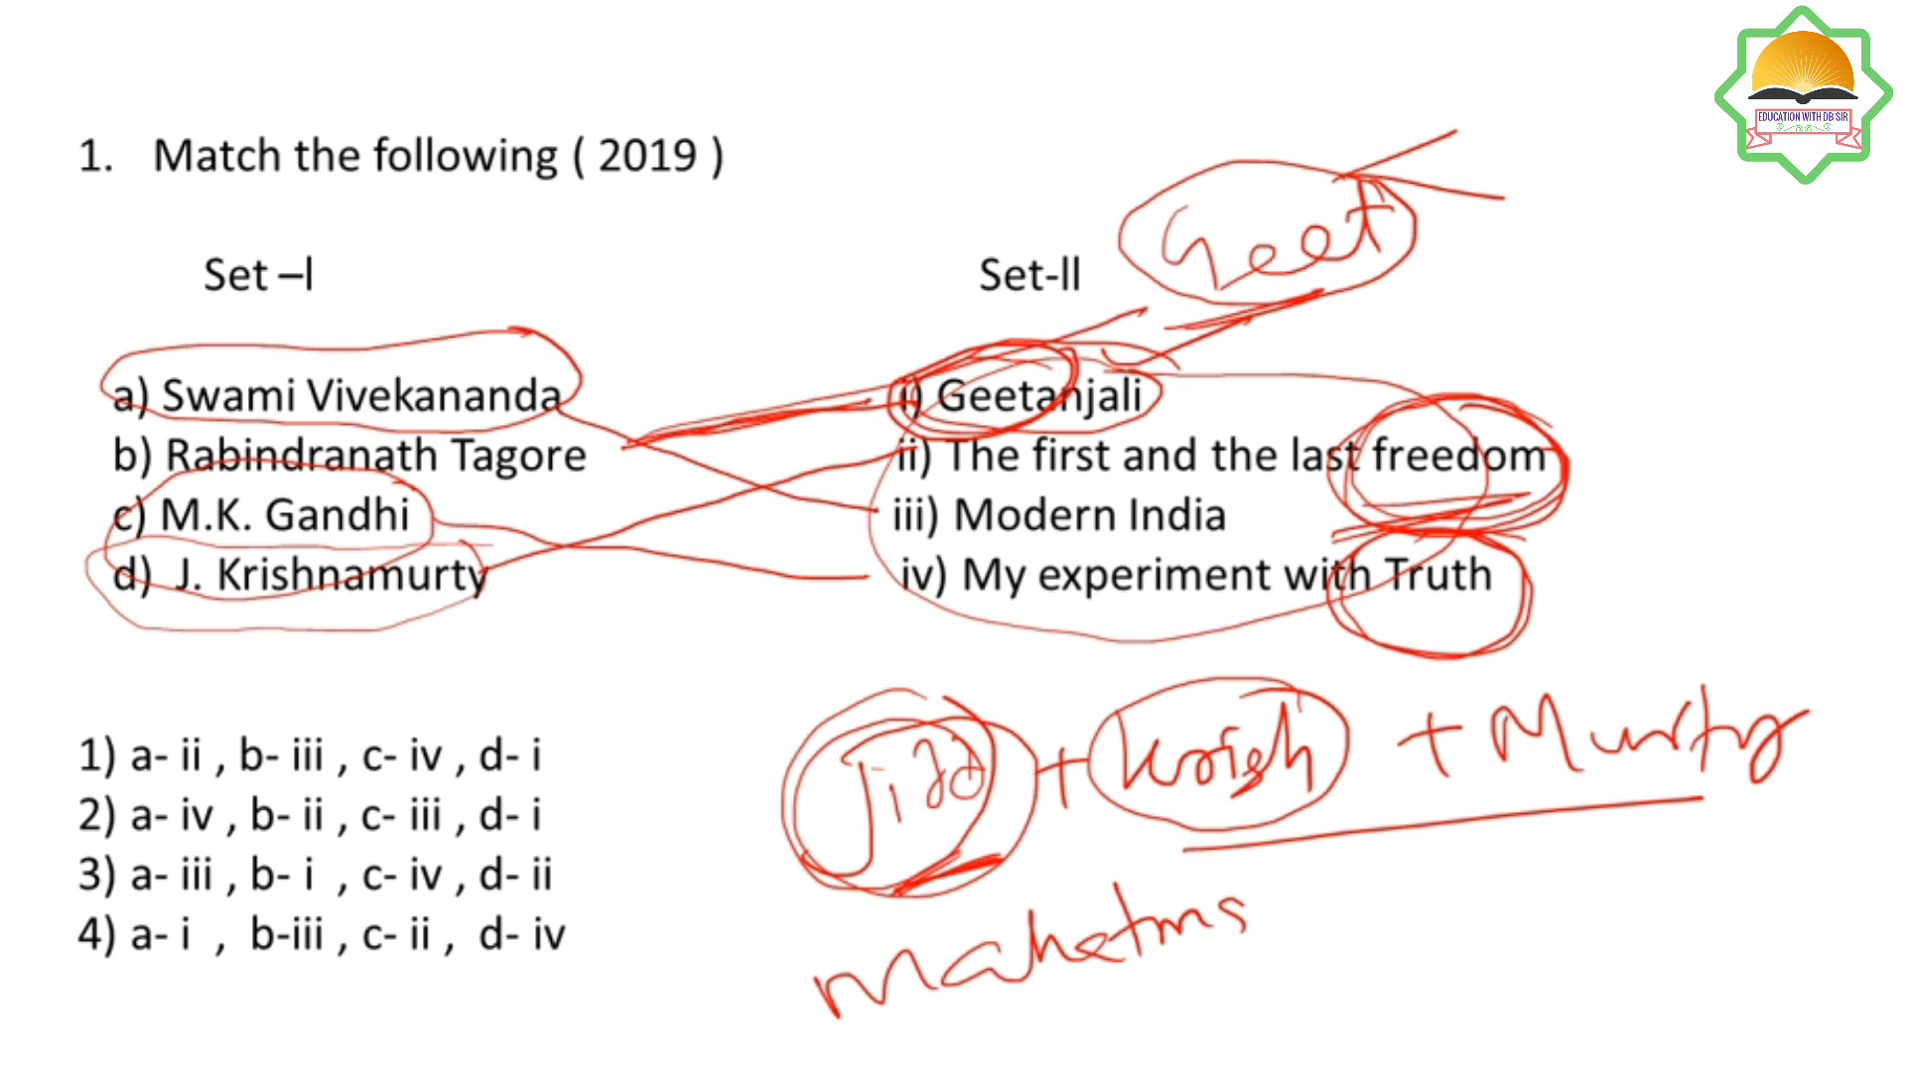 EDUCATION WITH DB SIR
1. Match the following ( 2019 )
Set –I Set-II
Geet
a) Swami Vivekananda i) Geetanjali
b) Rabindranath Tagore ii) The first and the last freedom
c) M.K. Gandhi iii) Modern India
d) J. Krishnamurty iv) My experiment with Truth
Jidd + Krish + Murty
1) a- ii , b- iii , c- iv , d- i
2) a- iv , b- ii , c- iii , d- i
3) a- iii , b- i , c- iv , d- ii
4) a- i , b-iii , c- ii , d- iv